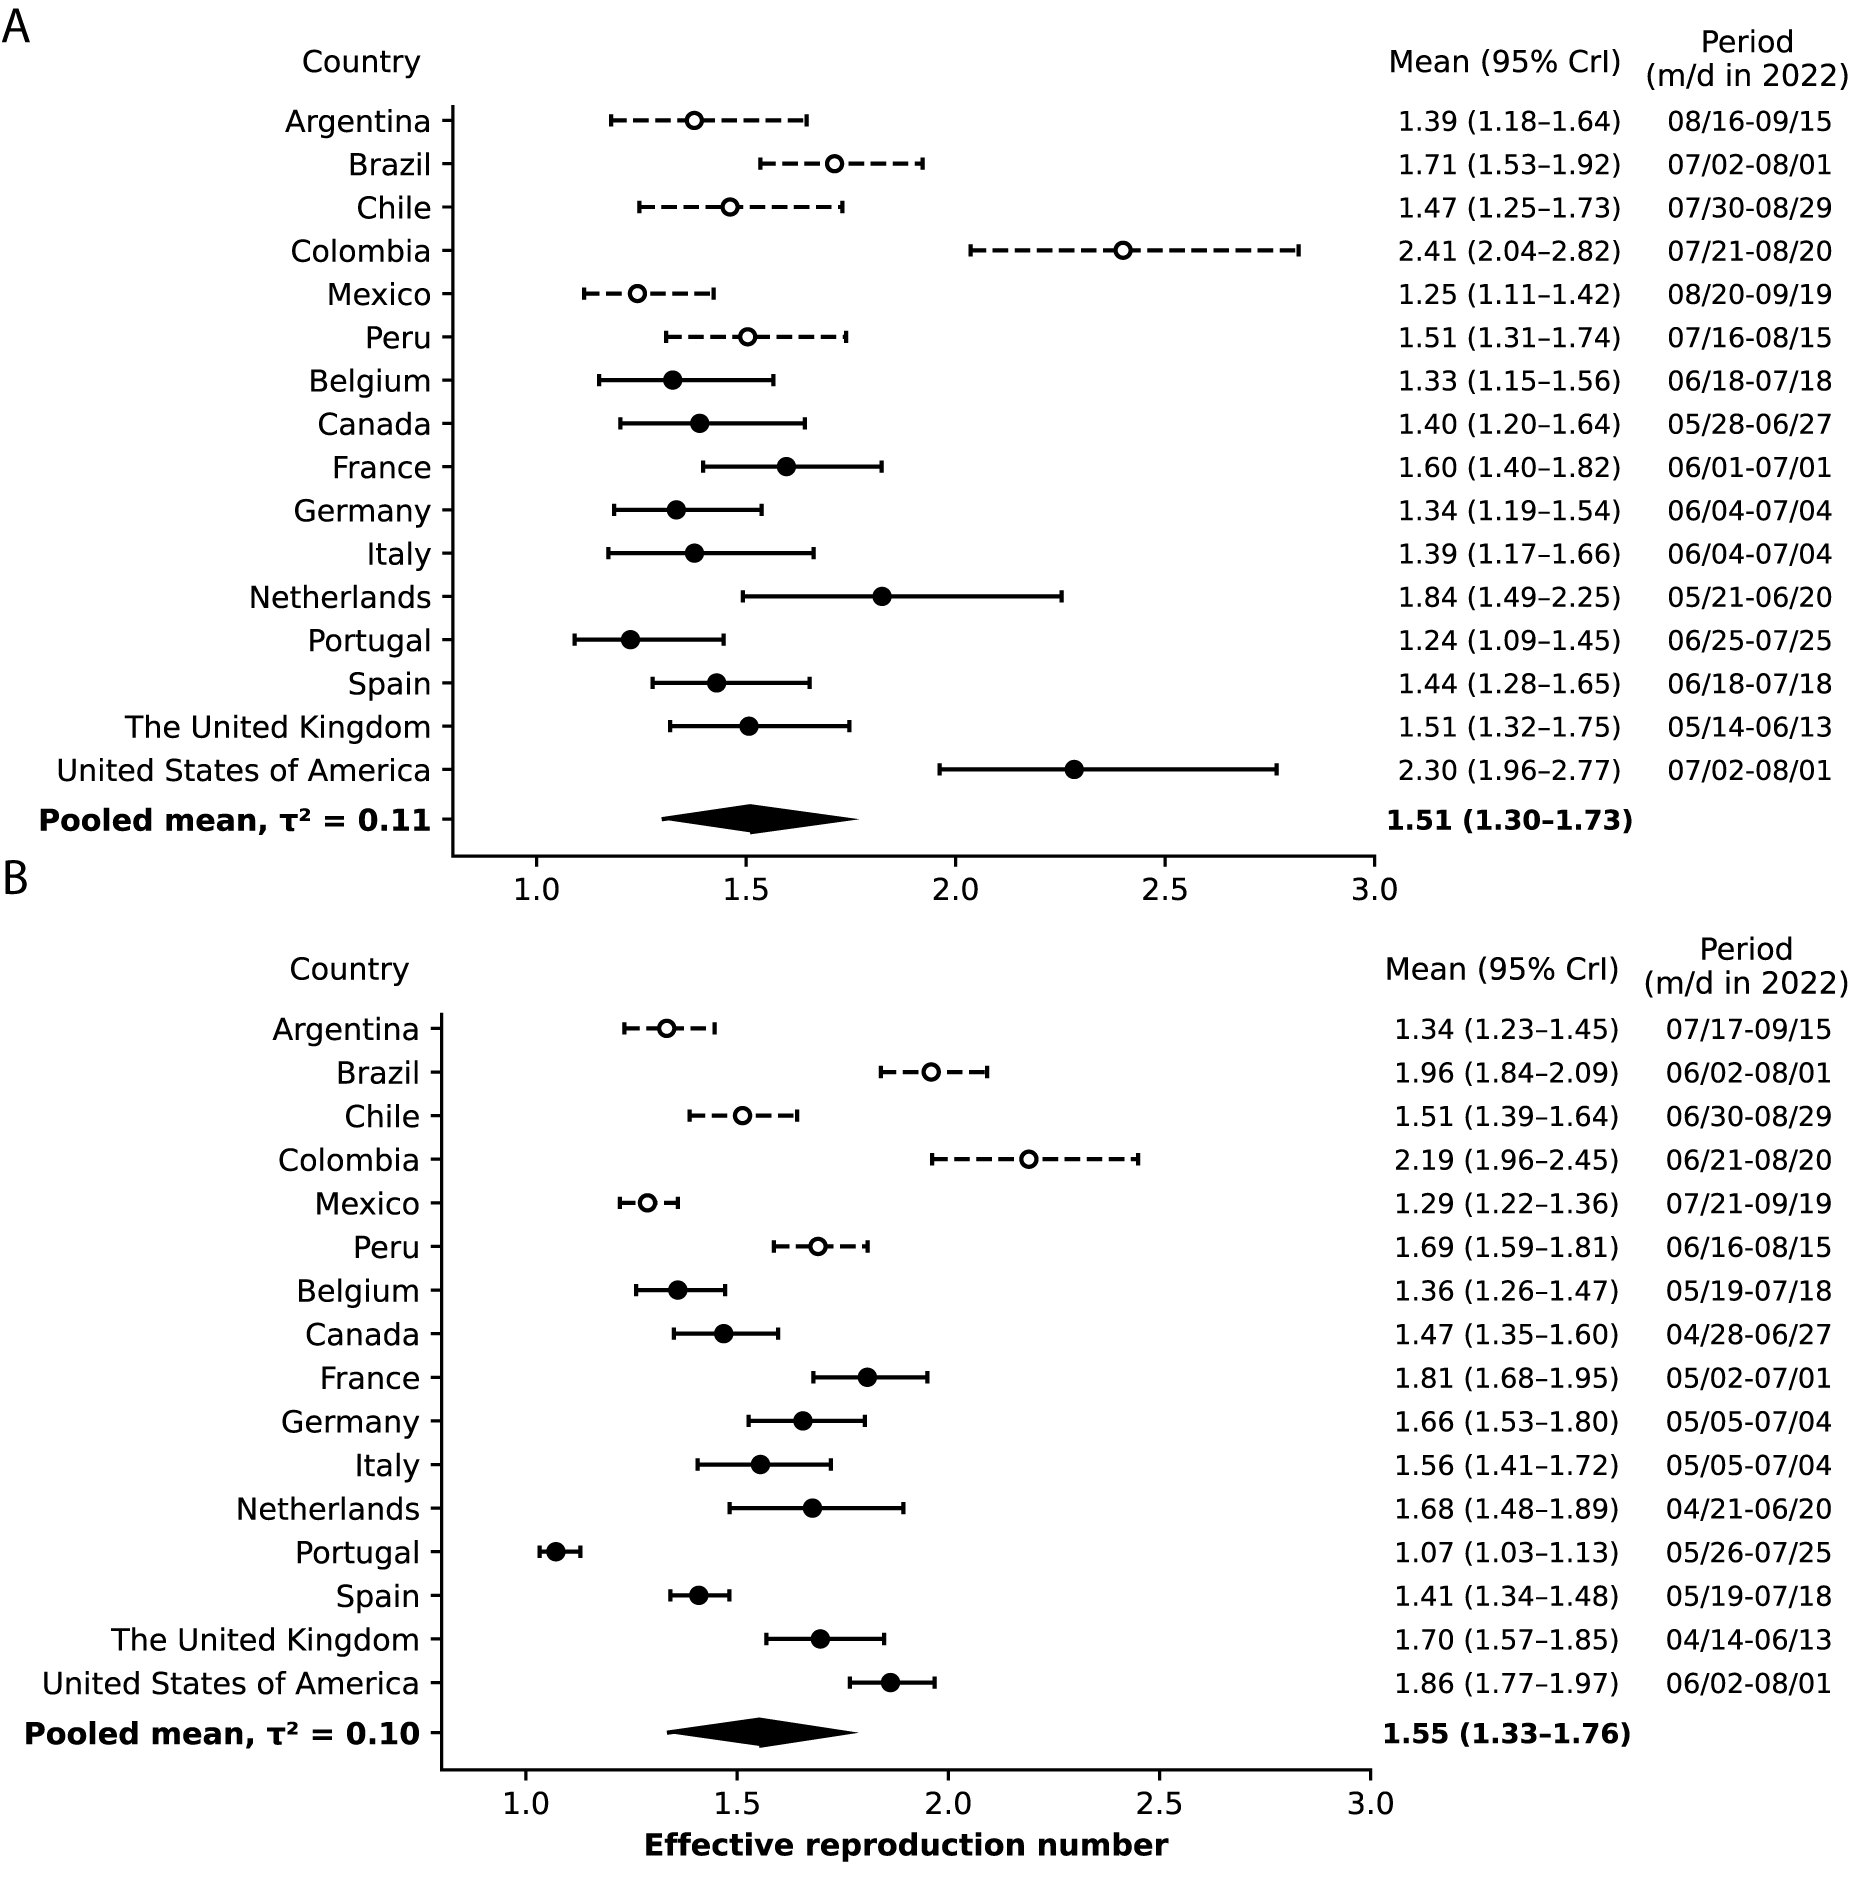 A
Country Mean (95% CrI) Period (m/d in 2022)
Argentina 1.39 (1.18–1.64) 08/16-09/15
Brazil 1.71 (1.53–1.92) 07/02-08/01
Chile 1.47 (1.25–1.73) 07/30-08/29
Colombia 2.41 (2.04–2.82) 07/21-08/20
Mexico 1.25 (1.11–1.42) 08/20-09/19
Peru 1.51 (1.31–1.74) 07/16-08/15
Belgium 1.33 (1.15–1.56) 06/18-07/18
Canada 1.40 (1.20–1.64) 05/28-06/27
France 1.60 (1.40–1.82) 06/01-07/01
Germany 1.34 (1.19–1.54) 06/04-07/04
Italy 1.39 (1.17–1.66) 06/04-07/04
Netherlands 1.84 (1.49–2.25) 05/21-06/20
Portugal 1.24 (1.09–1.45) 06/25-07/25
Spain 1.44 (1.28–1.65) 06/18-07/18
The United Kingdom 1.51 (1.32–1.75) 05/14-06/13
United States of America 2.30 (1.96–2.77) 07/02-08/01
Pooled mean, τ² = 0.11 1.51 (1.30–1.73)
1.0 1.5 2.0 2.5 3.0
B
Country Mean (95% CrI) Period (m/d in 2022)
Argentina 1.34 (1.23–1.45) 07/17-09/15
Brazil 1.96 (1.84–2.09) 06/02-08/01
Chile 1.51 (1.39–1.64) 06/30-08/29
Colombia 2.19 (1.96–2.45) 06/21-08/20
Mexico 1.29 (1.22–1.36) 07/21-09/19
Peru 1.69 (1.59–1.81) 06/16-08/15
Belgium 1.36 (1.26–1.47) 05/19-07/18
Canada 1.47 (1.35–1.60) 04/28-06/27
France 1.81 (1.68–1.95) 05/02-07/01
Germany 1.66 (1.53–1.80) 05/05-07/04
Italy 1.56 (1.41–1.72) 05/05-07/04
Netherlands 1.68 (1.48–1.89) 04/21-06/20
Portugal 1.07 (1.03–1.13) 05/26-07/25
Spain 1.41 (1.34–1.48) 05/19-07/18
The United Kingdom 1.70 (1.57–1.85) 04/14-06/13
United States of America 1.86 (1.77–1.97) 06/02-08/01
Pooled mean, τ² = 0.10 1.55 (1.33–1.76)
1.0 1.5 2.0 2.5 3.0
Effective reproduction number